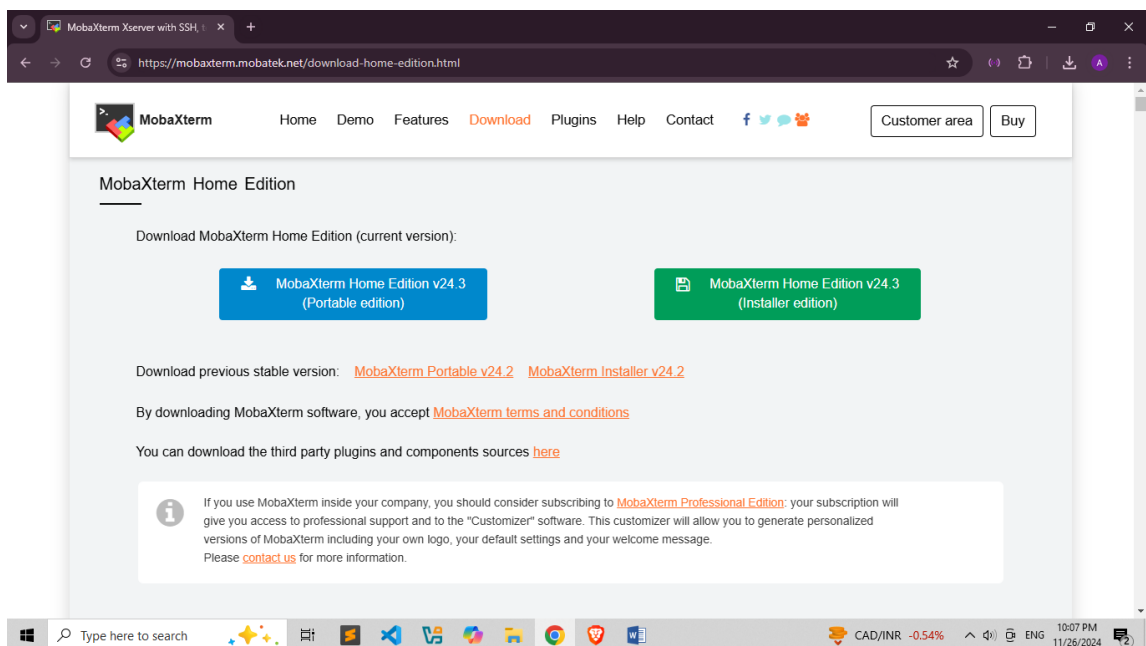 MobaXterm Xserver with SSH, t
https://mobaxterm.mobatek.net/download-home-edition.html
A
MobaXterm Home Demo Features Download Plugins Help Contact Customer area Buy
MobaXterm Home Edition
Download MobaXterm Home Edition (current version):
MobaXterm Home Edition v24.3
(Portable edition)
MobaXterm Home Edition v24.3
(Installer edition)
Download previous stable version: MobaXterm Portable v24.2 MobaXterm Installer v24.2
By downloading MobaXterm software, you accept MobaXterm terms and conditions
You can download the third party plugins and components sources here
If you use MobaXterm inside your company, you should consider subscribing to MobaXterm Professional Edition: your subscription will
give you access to professional support and to the "Customizer" software. This customizer will allow you to generate personalized
versions of MobaXterm including your own logo, your default settings and your welcome message.
Please contact us for more information.
Type here to search
CAD/INR -0.54%
ENG
10:07 PM
11/26/2024
2